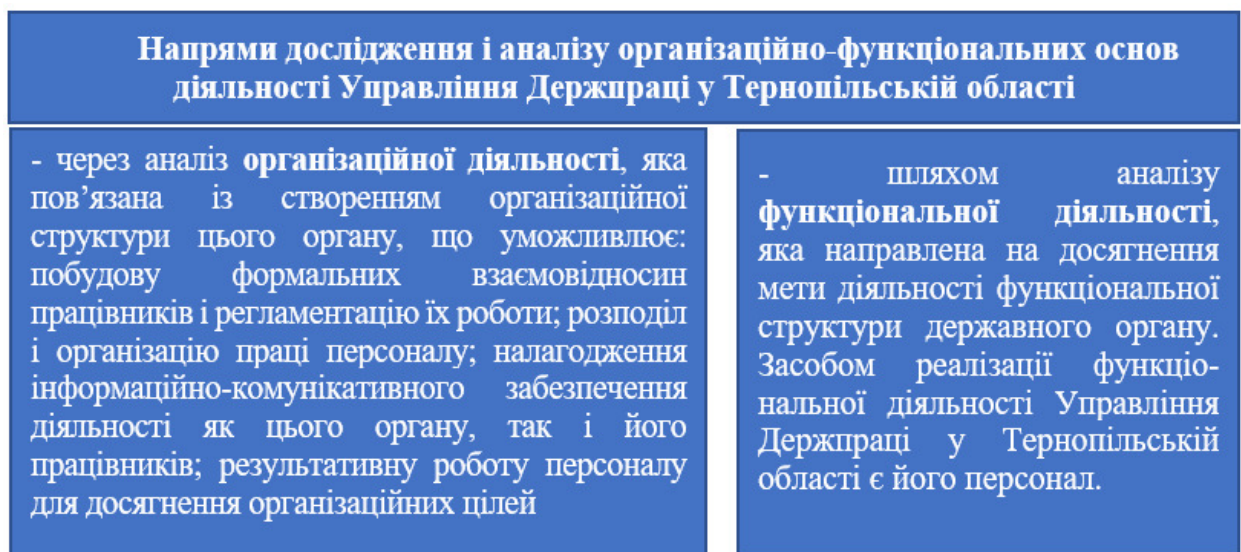 Напрями дослідження і аналізу організаційно-функціональних основ
діяльності Управління Держпраці у Тернопільській області
- через аналіз організаційної діяльності, яка
пов’язана із створенням організаційної
структури цього органу, що уможливлює:
побудову формальних взаємовідносин
працівників і регламентацію їх роботи; розподіл
і організацію праці персоналу; налагодження
інформаційно-комунікативного забезпечення
діяльності як цього органу, так і його
працівників; результативну роботу персоналу
для досягнення організаційних цілей
- шляхом аналізу
функціональної діяльності,
яка направлена на досягнення
мети діяльності функціональної
структури державного органу.
Засобом реалізації функціо-
нальної діяльності Управління
Держпраці у Тернопільській
області є його персонал.